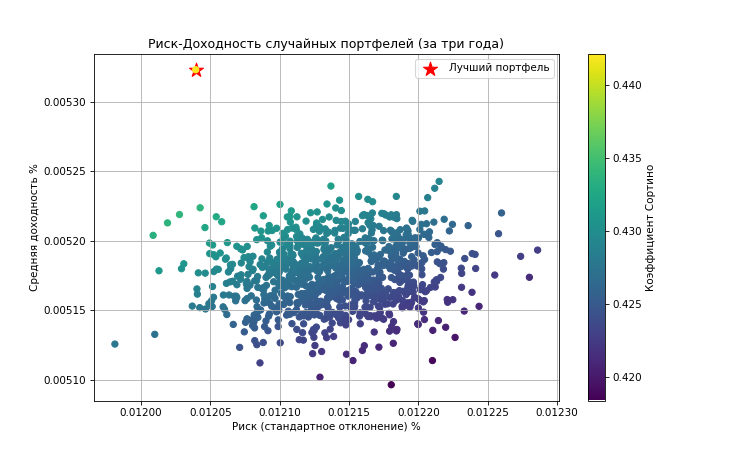 Риск-Доходность случайных портфелей (за три года)
Лучший портфель
Средняя доходность %
0.00530
0.00525
0.00520
0.00515
0.00510
0.01200 0.01205 0.01210 0.01215 0.01220 0.01225 0.01230
Риск (стандартное отклонение) %
0.440
0.435
0.430
0.425
0.420
Коэффициент Сортино